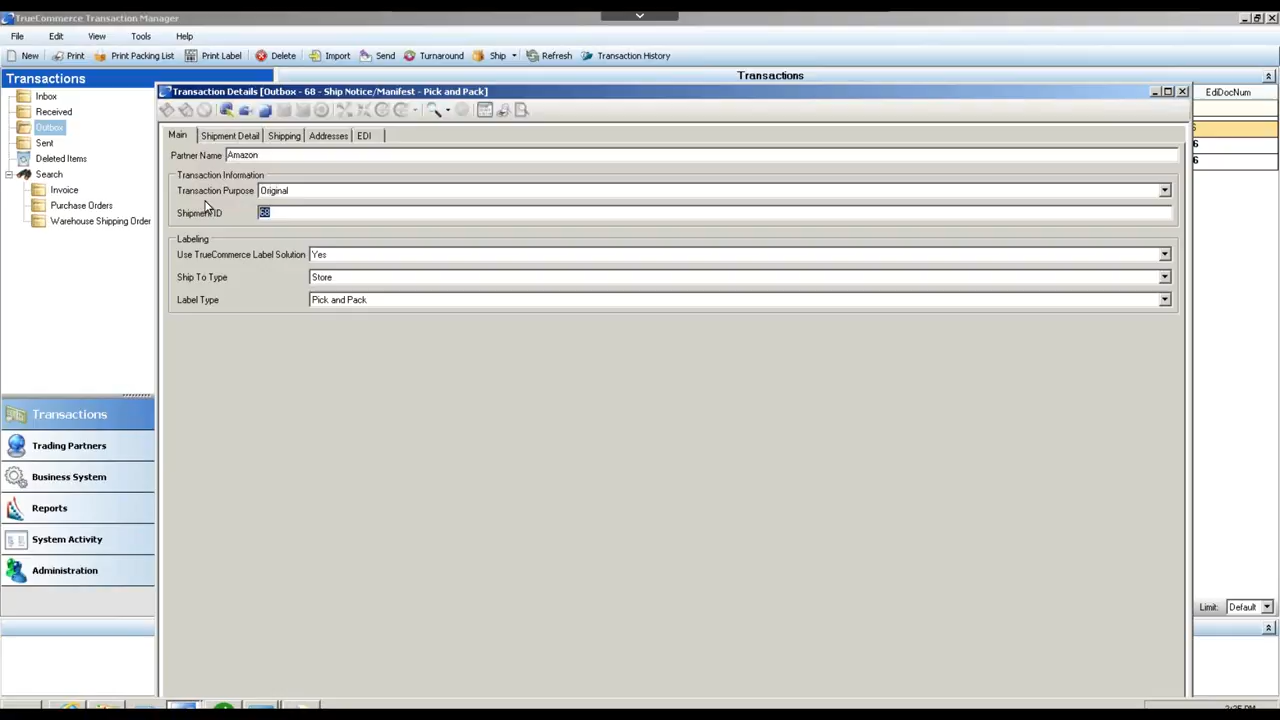 TrueCommerce Transaction Manager
File Edit View Tools Help
New Print Print Packing List Print Label Delete Import Send Turnaround Ship Refresh Transaction History
Transactions
Transactions
Inbox
Received
Outbox
Sent
Deleted Items
Search
Invoice
Purchase Orders
Warehouse Shipping Order
Transactions
Trading Partners
Business System
Reports
System Activity
Administration
Transaction Details [Outbox - 68 - Ship Notice/Manifest - Pick and Pack]
Main Shipment Detail Shipping Addresses EDI
Partner Name Amazon
Transaction Information
Transaction Purpose Original
Shipment ID 68
Labeling
Use TrueCommerce Label Solution Yes
Ship To Type Store
Label Type Pick and Pack
EdiDocNum
6
6
6
Limit: Default